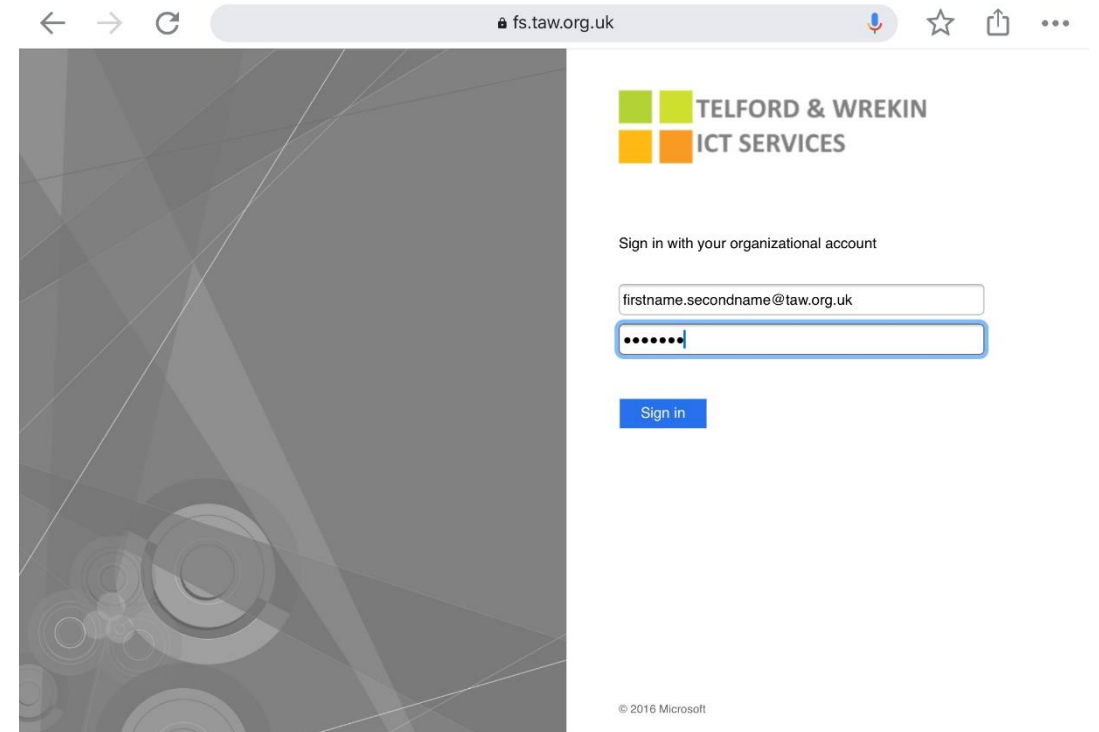 fs.taw.org.uk
TELFORD & WREKIN
ICT SERVICES
Sign in with your organizational account
firstname.secondname@taw.org.uk
•••••••
Sign in
© 2016 Microsoft